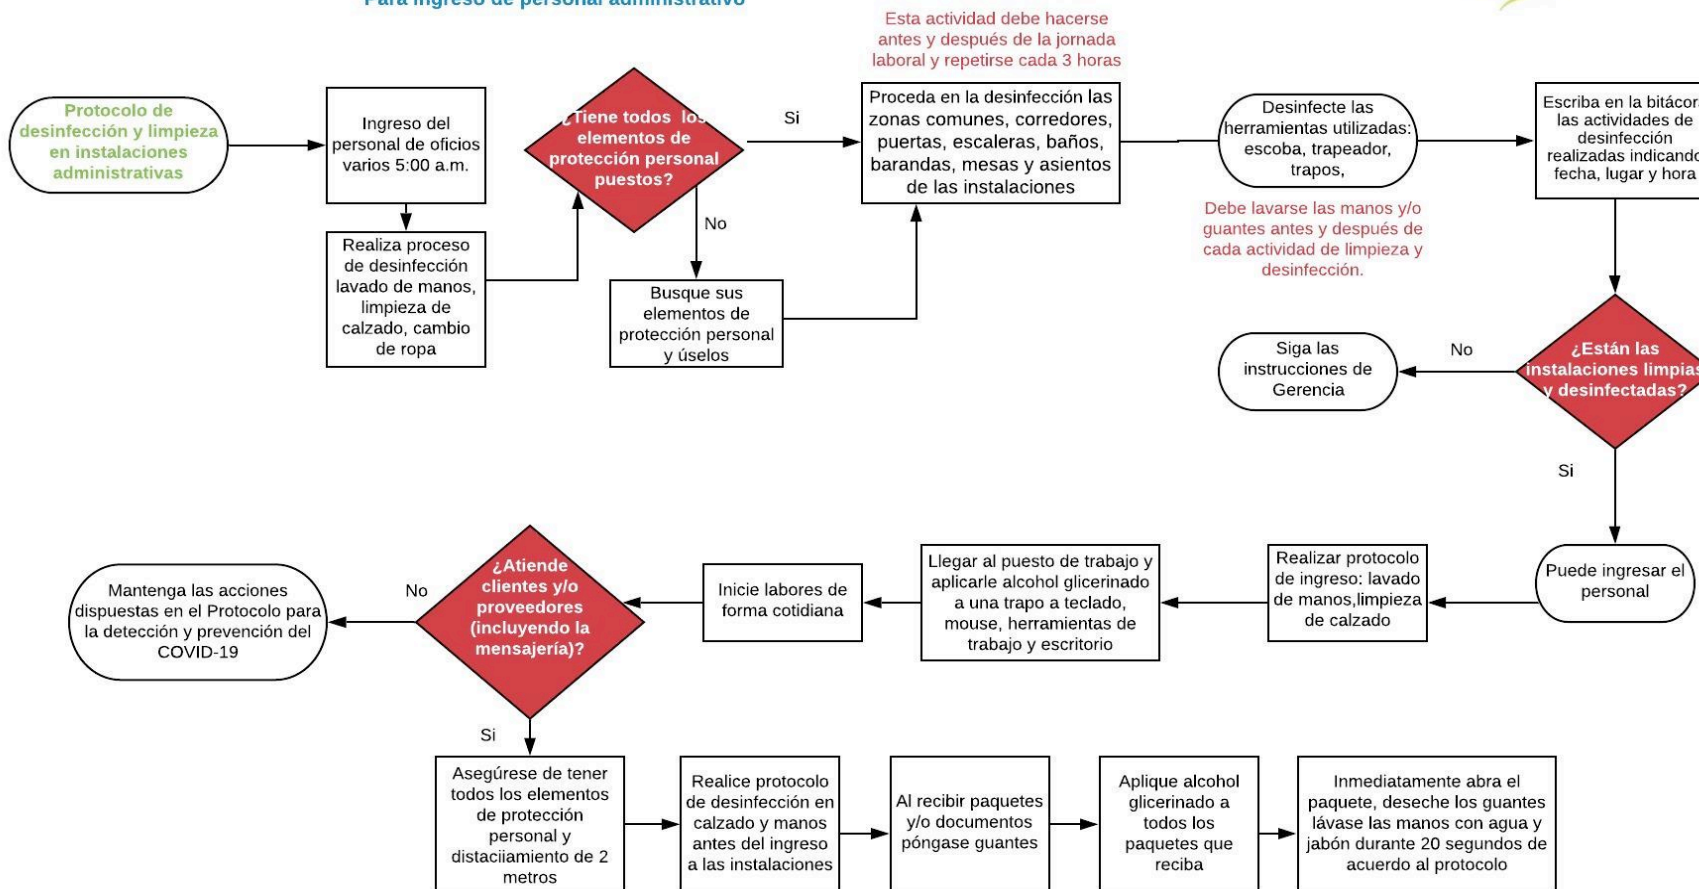 Para ingreso de personal administrativo
Protocolo de
desinfección y limpieza
en instalaciones
administrativas
Ingreso del
personal de oficios
varios 5:00 a.m.
Realiza proceso
de desinfección
lavado de manos,
limpieza de
calzado, cambio
de ropa
¿Tiene todos los
elementos de
protección personal
puestos?
Si
No
Busque sus
elementos de
protección personal
y úselos
Esta actividad debe hacerse
antes y después de la jornada
laboral y repetirse cada 3 horas
Proceda en la desinfección las
zonas comunes, corredores,
puertas, escaleras, baños,
barandas, mesas y asientos
de las instalaciones
Desinfecte las
herramientas utilizadas:
escoba, trapeador,
trapos,
Debe lavarse las manos y/o
guantes antes y después de
cada actividad de limpieza y
desinfección.
Escriba en la bitácora
las actividades de
desinfección
realizadas indicando
fecha, lugar y hora
¿Están las
instalaciones limpias
y desinfectadas?
No
Siga las
instrucciones de
Gerencia
Si
Puede ingresar el
personal
Realizar protocolo
de ingreso: lavado
de manos,limpieza
de calzado
Llegar al puesto de trabajo y
aplicarle alcohol glicerinado
a una trapo a teclado,
mouse, herramientas de
trabajo y escritorio
Inicie labores de
forma cotidiana
¿Atiende
clientes y/o
proveedores
(incluyendo la
mensajería)?
No
Mantenga las acciones
dispuestas en el Protocolo para
la detección y prevención del
COVID-19
Si
Asegúrese de tener
todos los elementos
de protección
personal y
distaciiamiento de 2
metros
Realice protocolo
de desinfección en
calzado y manos
antes del ingreso
a las instalaciones
Al recibir paquetes
y/o documentos
póngase guantes
Aplique alcohol
glicerinado a
todos los
paquetes que
reciba
Inmediatamente abra el
paquete, deseche los guantes
lávase las manos con agua y
jabón durante 20 segundos de
acuerdo al protocolo